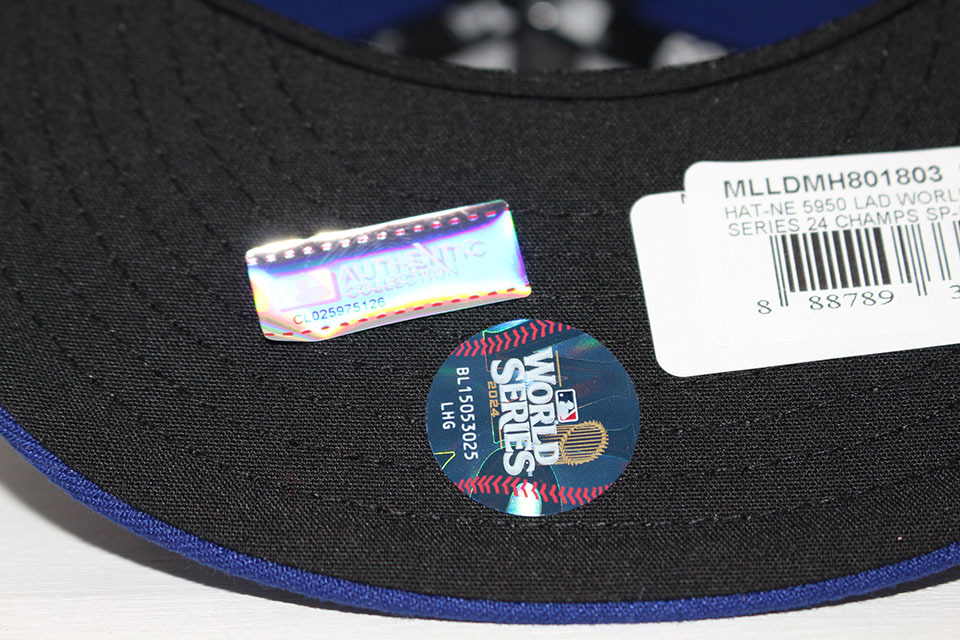 AUTHENTIC
COLLECTION
CL025975126
WORLD
SERIES
2024
BL15053025
LHG
MLLDMH801803
HAT-NE 5950 LAD WORL
SERIES 24 CHAMPS SP-
8 88789 3